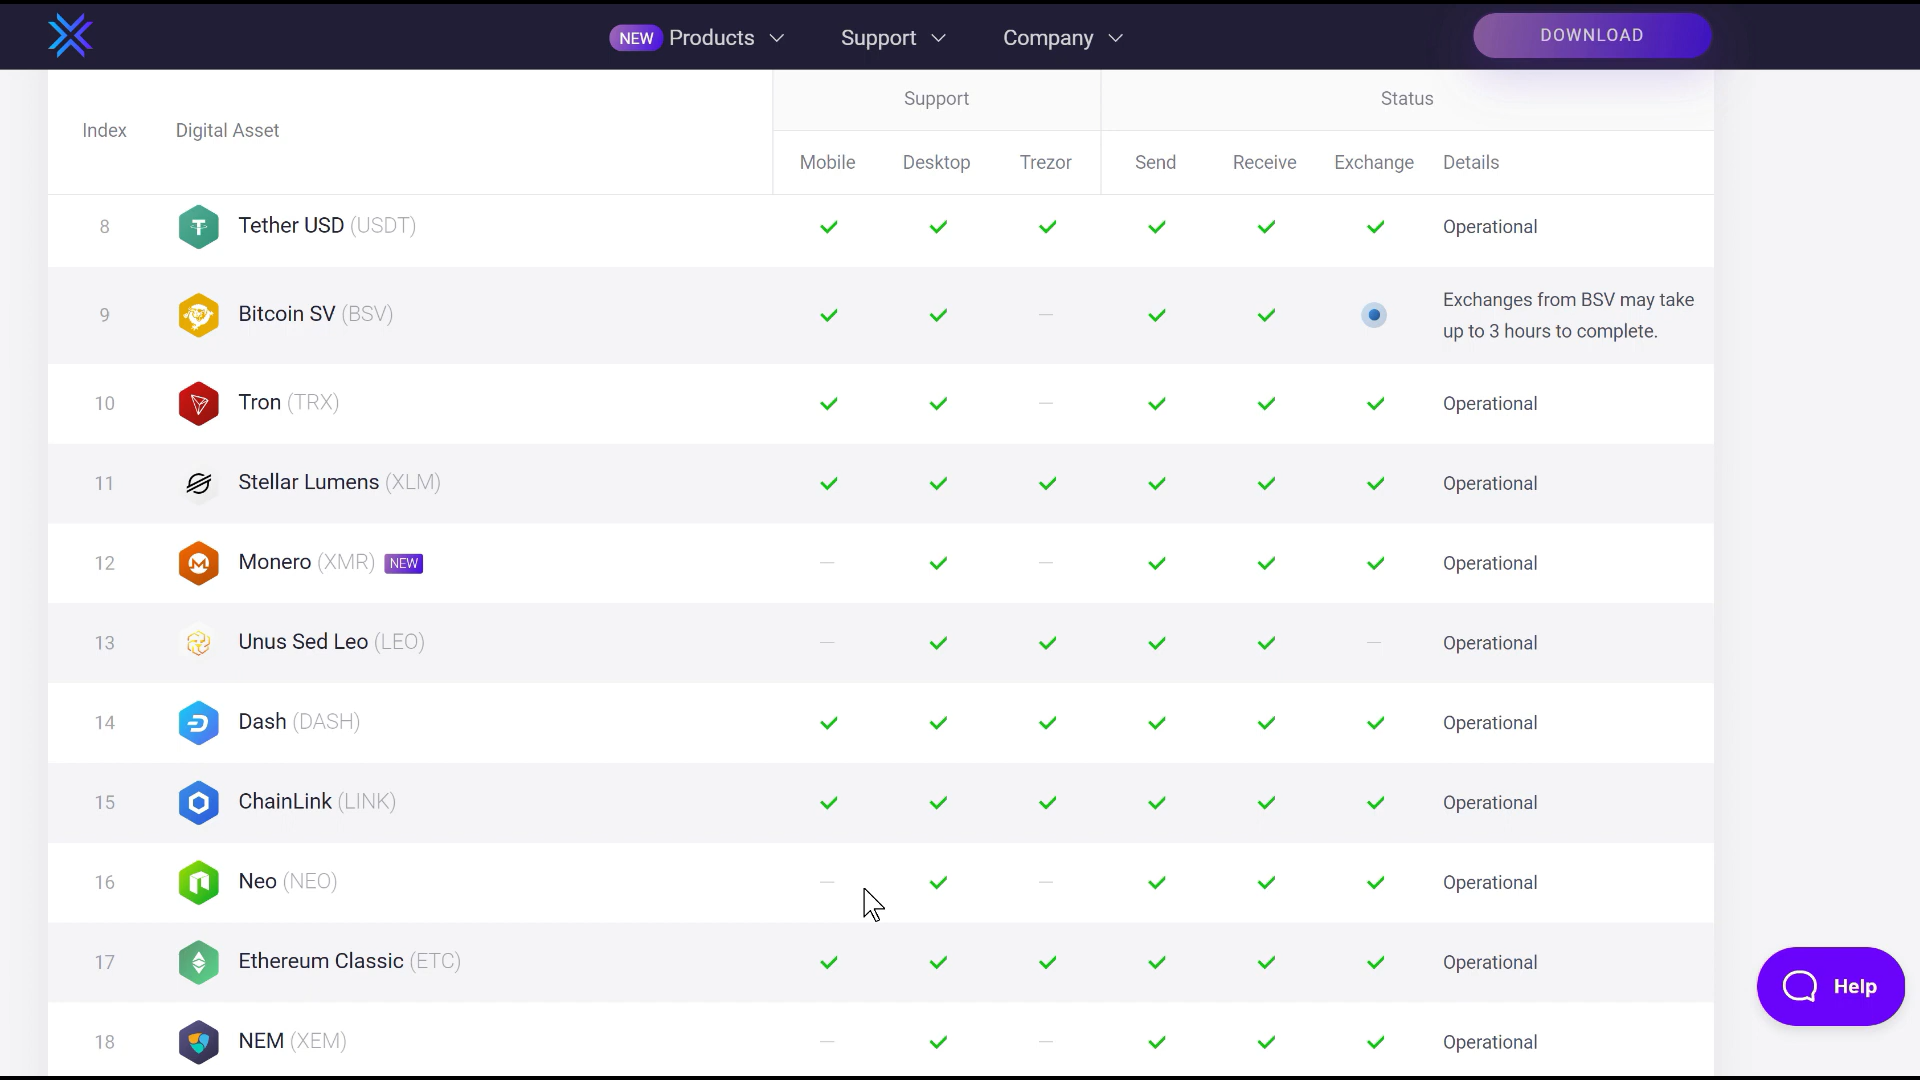 NEW Products Support Company DOWNLOAD
Support Status
Index Digital Asset
Mobile Desktop Trezor Send Receive Exchange Details
8 Tether USD (USDT) Operational
9 Bitcoin SV (BSV) Exchanges from BSV may take
up to 3 hours to complete.
10 Tron (TRX) Operational
11 Stellar Lumens (XLM) Operational
12 Monero (XMR) NEW Operational
13 Unus Sed Leo (LEO) Operational
14 Dash (DASH) Operational
15 ChainLink (LINK) Operational
16 Neo (NEO) Operational
17 Ethereum Classic (ETC) Operational
Help
18 NEM (XEM) Operational